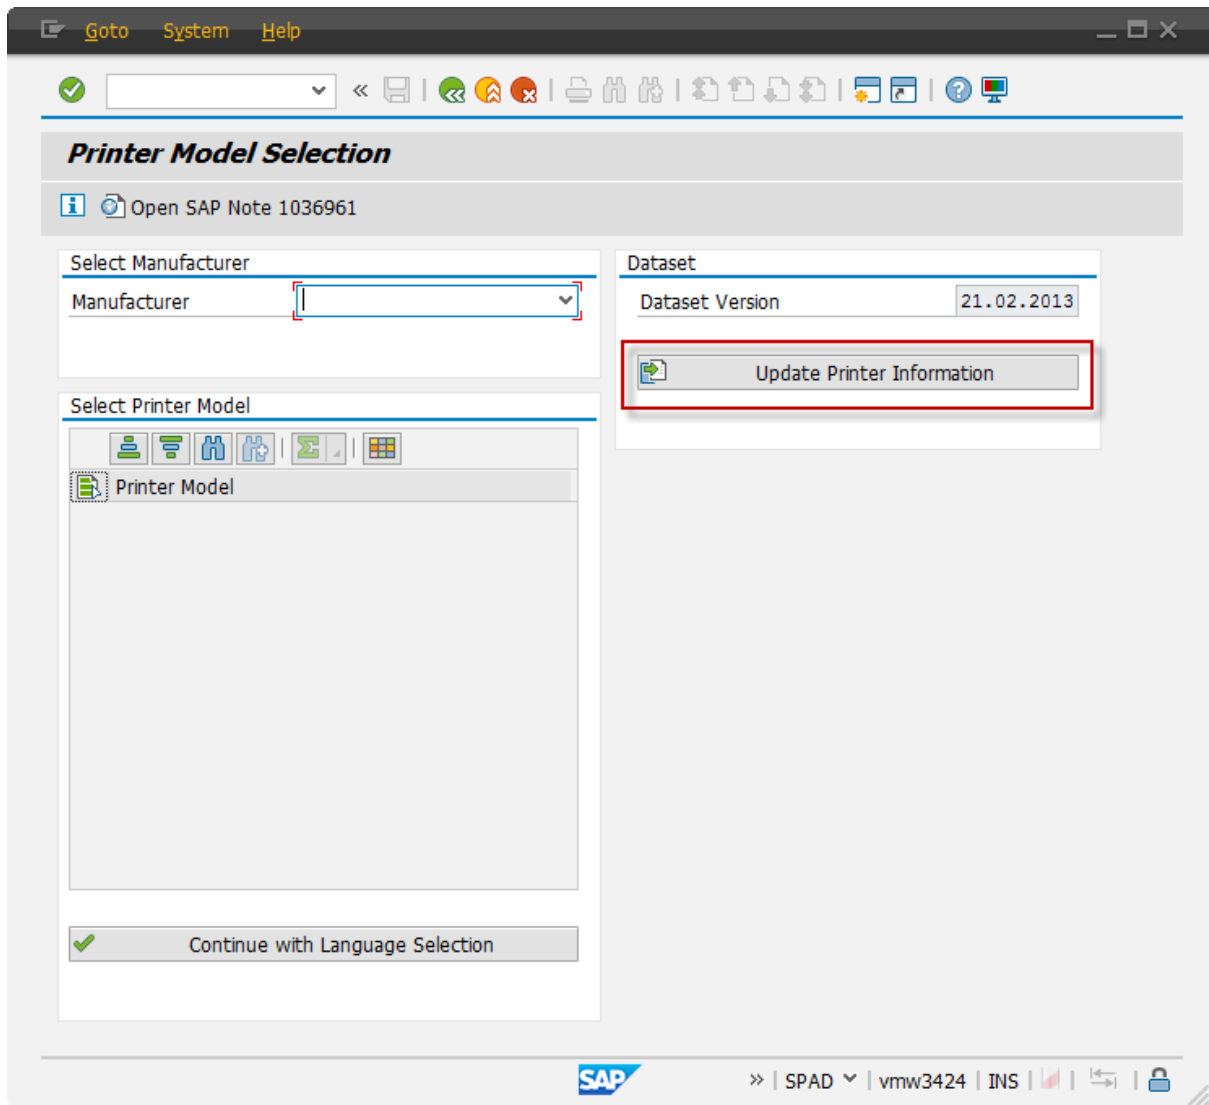 Goto System Help
Printer Model Selection
Open SAP Note 1036961
Select Manufacturer
Manufacturer
Dataset
Dataset Version 21.02.2013
Update Printer Information
Select Printer Model
Printer Model
Continue with Language Selection
SAP
SPAD
vmw3424
INS